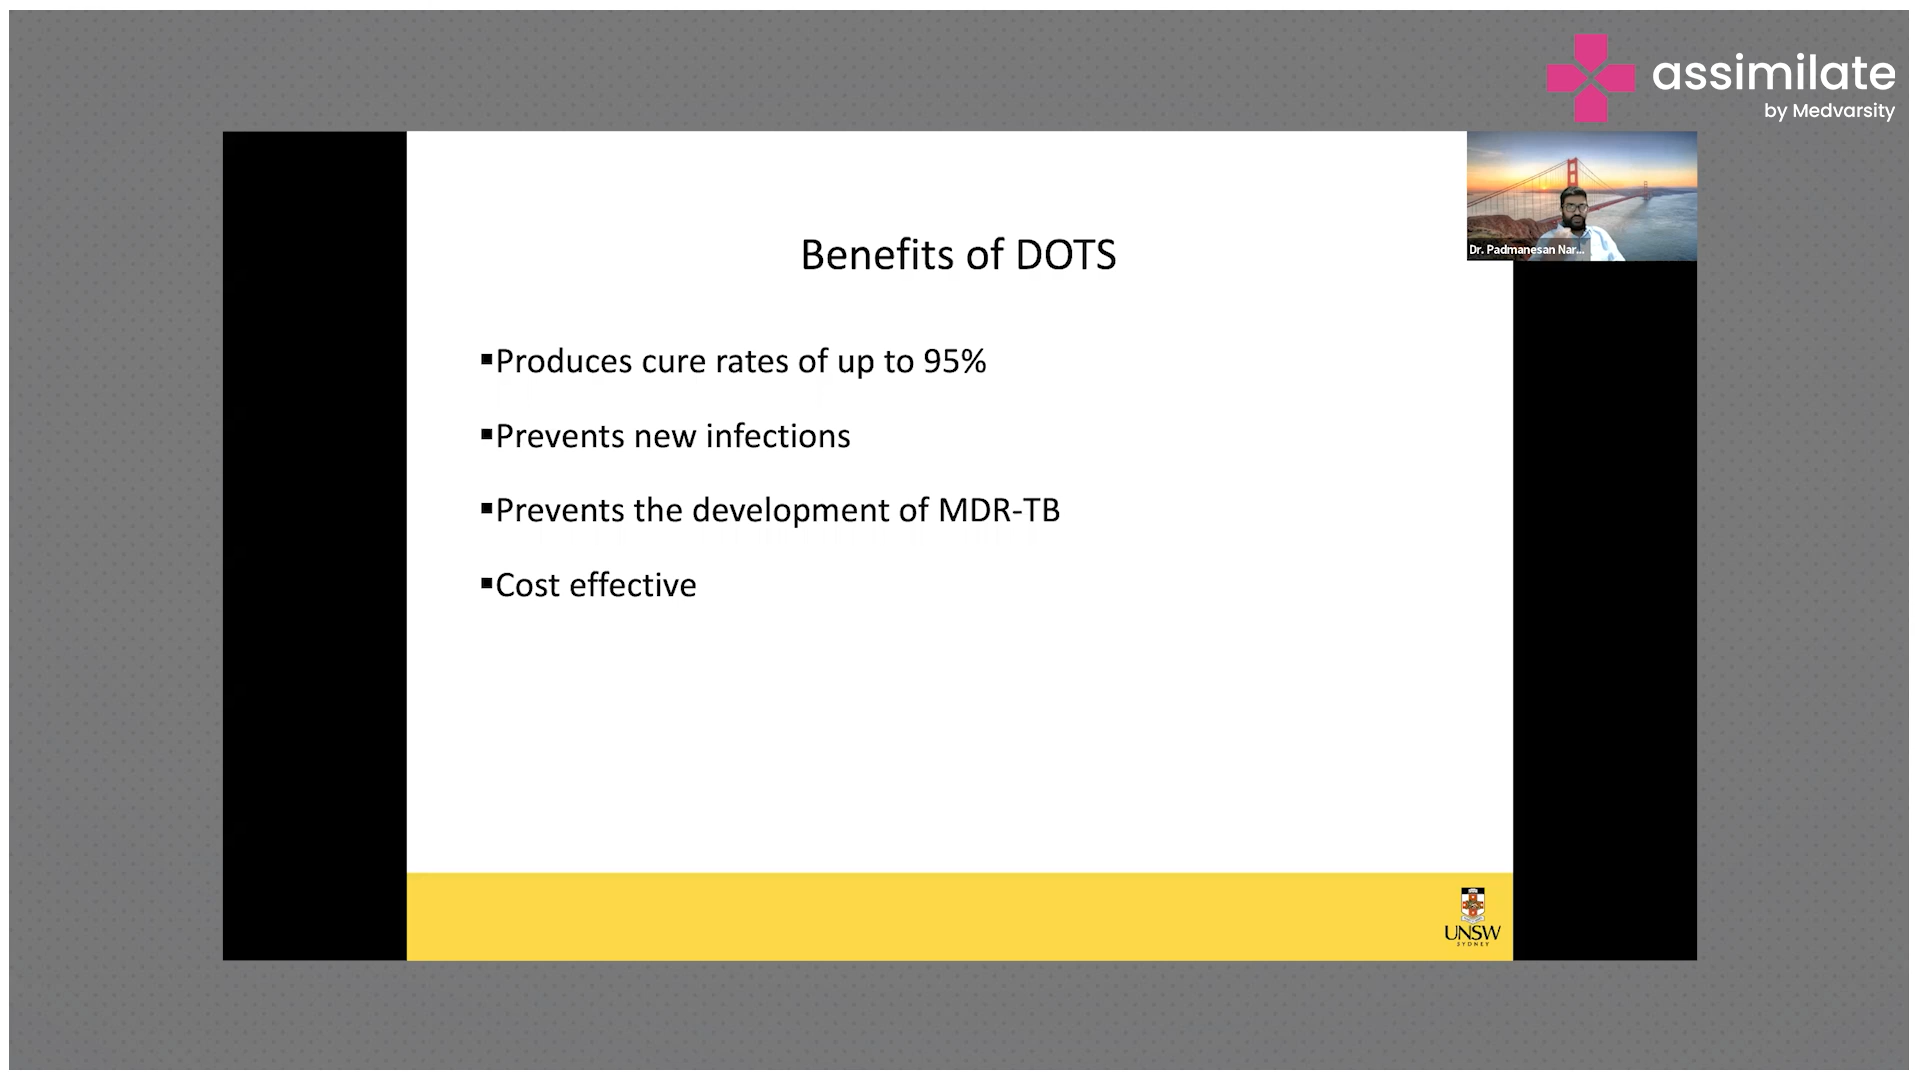 assimilate
by Medvarsity
Dr. Padmanesan Nar...
Benefits of DOTS
▪Produces cure rates of up to 95%
▪Prevents new infections
▪Prevents the development of MDR-TB
▪Cost effective
UNSW
SYDNEY